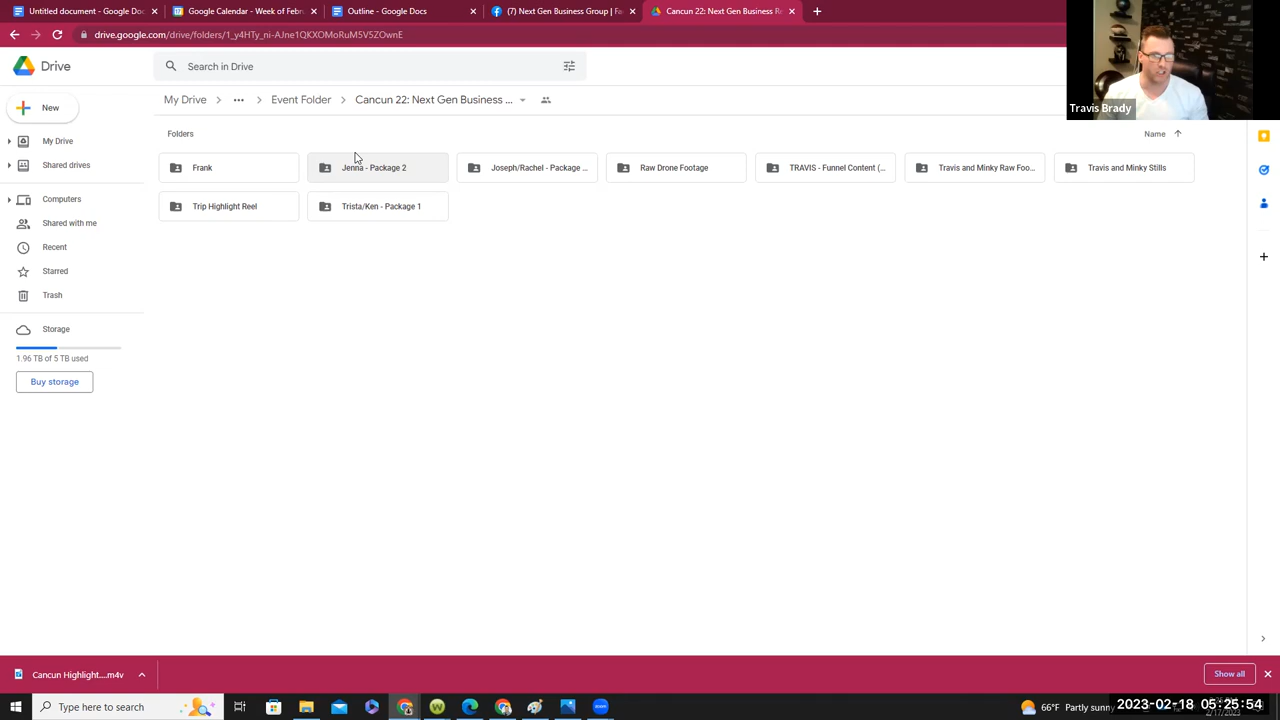 Untitled document - Google Doc
Google Calendar - Week of Febru
Outline - Google Docs
(7) Next Gen Business Group | Fa
Cancun 22: Next Gen Business Re
drive.google.com/drive/folders/1_y4HTy_ni-AJne1QKXOMoRuM5V5ZOwnE
Drive
Search in Drive
New
My Drive
Shared drives
Computers
Shared with me
Recent
Starred
Trash
Storage
1.96 TB of 5 TB used
Buy storage
My Drive > ••• > Event Folder > Cancun 22: Next Gen Business ...
Travis Brady
Folders
Name
Frank
Jenna - Package 2
Joseph/Rachel - Package ...
Raw Drone Footage
TRAVIS - Funnel Content (...
Travis and Minky Raw Foo...
Travis and Minky Stills
Trip Highlight Reel
Trista/Ken - Package 1
Cancun Highlight....m4v
Show all
Type here to search
66°F Partly sunny
2023-02-18 05:25:54